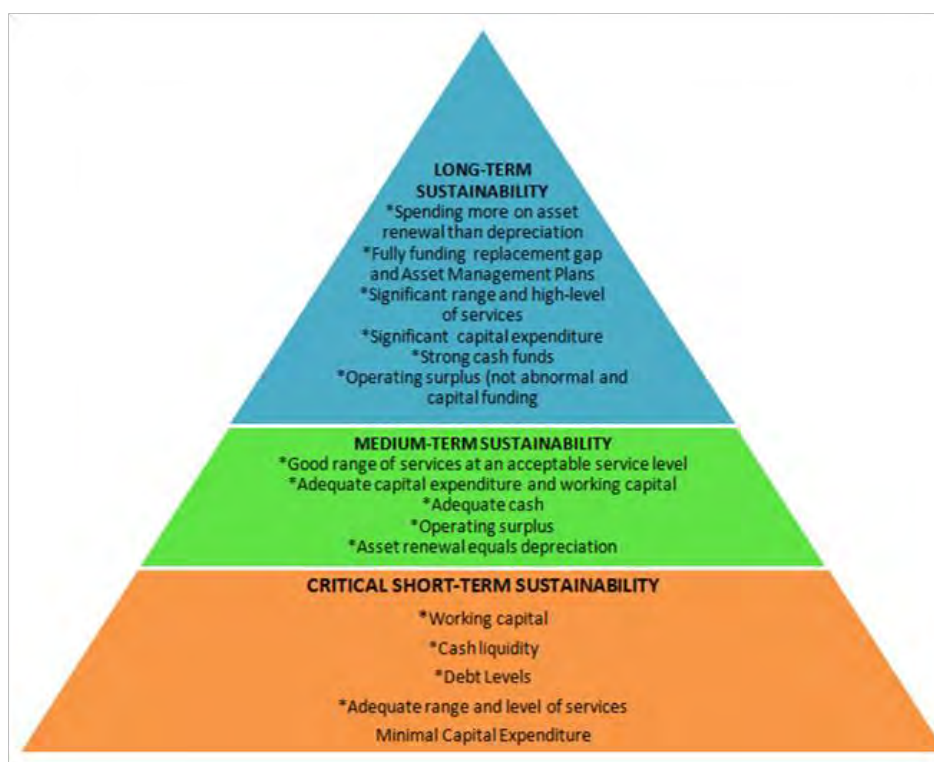 LONG-TERM
SUSTAINABILITY
*Spending more on asset
renewal than depreciation
*Fully funding replacement gap
and Asset Management Plans
*Significant range and high-level
of services
*Significant capital expenditure
*Strong cash funds
*Operating surplus (not abnormal and
capital funding
MEDIUM-TERM SUSTAINABILITY
*Good range of services at an acceptable service level
*Adequate capital expenditure and working capital
*Adequate cash
*Operating surplus
*Asset renewal equals depreciation
CRITICAL SHORT-TERM SUSTAINABILITY
*Working capital
*Cash liquidity
*Debt Levels
*Adequate range and level of services
Minimal Capital Expenditure